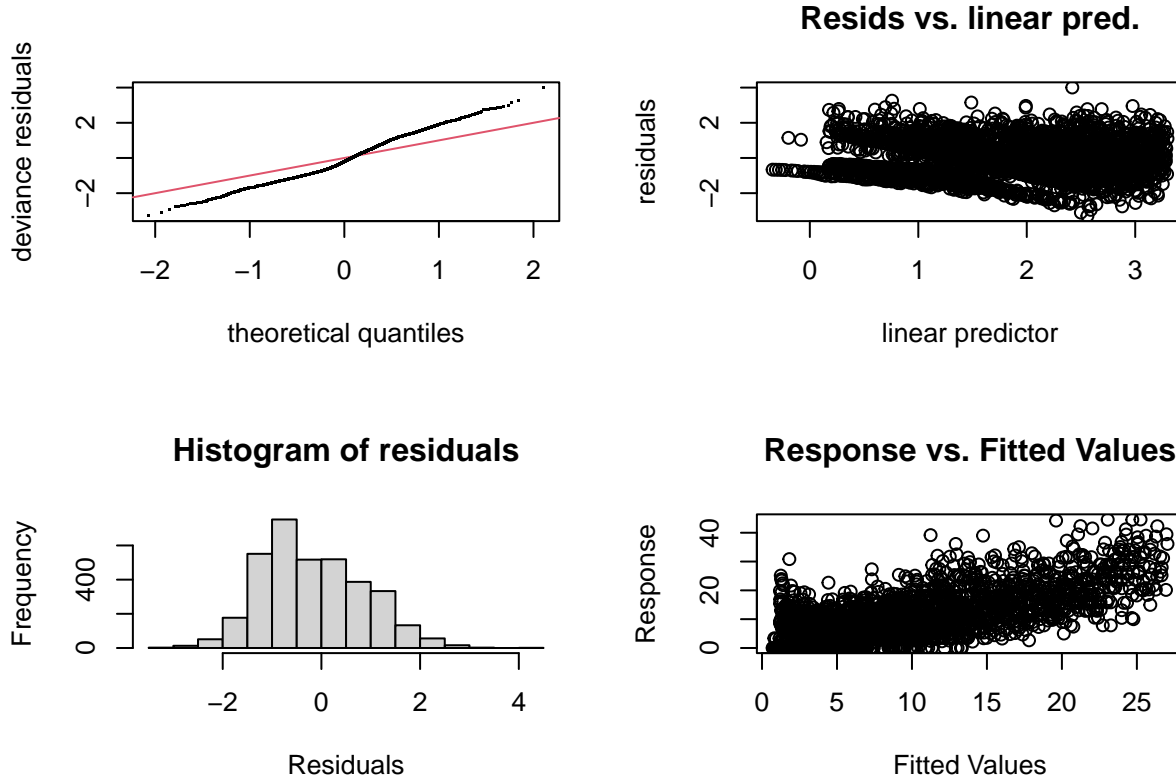 deviance residuals
2
−2
−2 −1 0 1 2
theoretical quantiles
Resids vs. linear pred.
residuals
2
−2
0 1 2 3
linear predictor
Histogram of residuals
Frequency
400
0
−2 0 2 4
Residuals
Response vs. Fitted Values
Response
40
20
0
0 5 10 15 20 25
Fitted Values